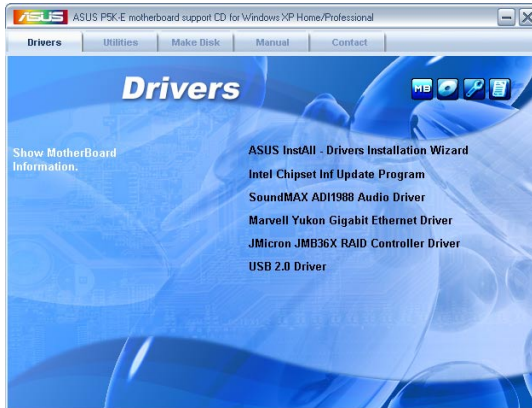 ASUS ASUS P5K-E motherboard support CD for Windows XP Home/Professional
Drivers Utilities Make Disk Manual Contact
Drivers
MB
Show MotherBoard
Information.
ASUS InstAll - Drivers Installation Wizard
Intel Chipset Inf Update Program
SoundMAX ADI1988 Audio Driver
Marvell Yukon Gigabit Ethernet Driver
JMicron JMB36X RAID Controller Driver
USB 2.0 Driver